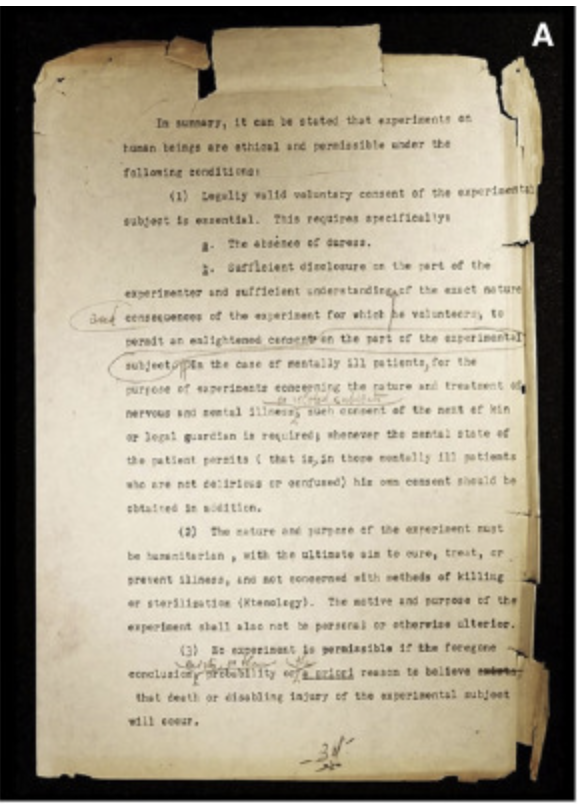 A
In summary, it can be stated that experiments on
human beings are ethical and permissible under the
following conditions:
(1) Legally valid voluntary consent of the experimental
subject is essential. This requires specifically:
a. The absence of duress.
b. Sufficient disclosure on the part of the
experimenter and sufficient understanding of the exact nature
and consequences of the experiment for which he volunteers, to
permit an enlightened consent on the part of the experimental
subject. In the case of mentally ill patients, for the
purpose of experiments concerning the nature and treatment of
nervous and mental illness, such consent of the next of kin
or legal guardian is required; whenever the mental state of
the patient permits ( that is, in those mentally ill patients
who are not delirious or confused) his own consent should be
obtained in addition.
(2) The nature and purpose of the experiment must
be humanitarian , with the ultimate aim to cure, treat, or
prevent illness, and not concerned with methods of killing
or sterilization (Ktenology). The motive and purpose of the
experiment shall also not be personal or otherwise ulterior.
(3) No experiment is permissible if the foregone
conclusion, probability or a priori reason to believe exists
that death or disabling injury of the experimental subject
will occur.